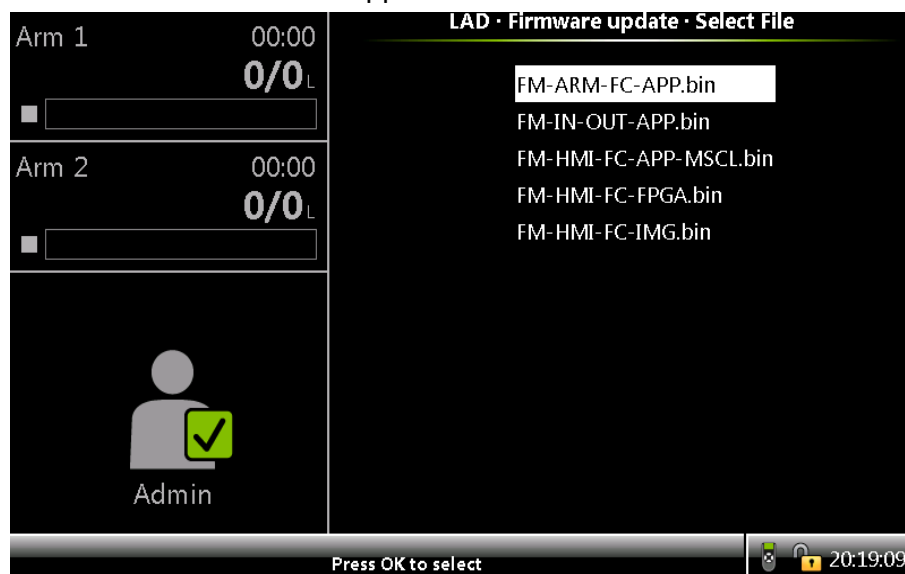 LAD · Firmware update · Select File
Arm 1 00:00
0/0 L
Arm 2 00:00
0/0 L
Admin
FM-ARM-FC-APP.bin
FM-IN-OUT-APP.bin
FM-HMI-FC-APP-MSCL.bin
FM-HMI-FC-FPGA.bin
FM-HMI-FC-IMG.bin
Press OK to select
20:19:09